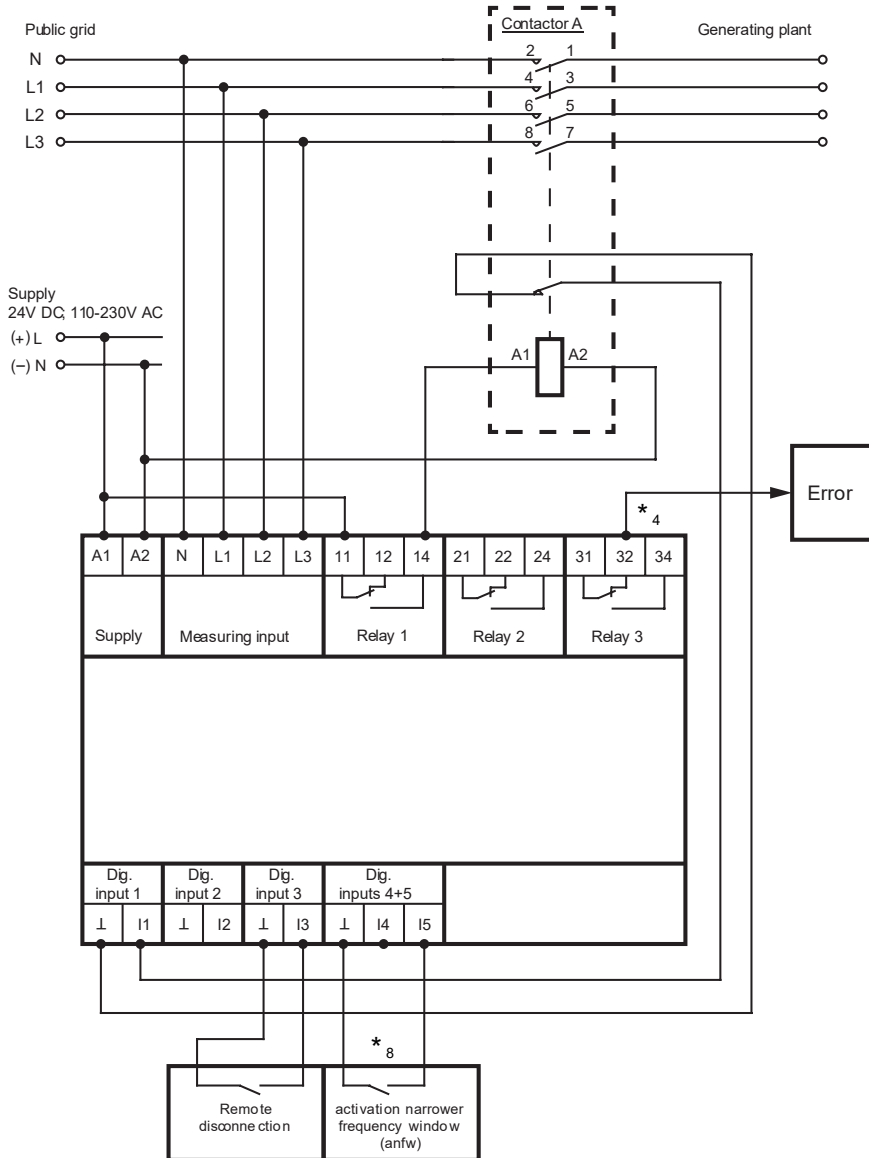 Public grid
Contactor A
Generating plant
N
2 1
L1
4 3
L2
6 5
L3
8 7
Supply
24V DC, 110-230V AC
(+) L
(−) N
A1 A2
Error
*4
A1 A2 N L1 L2 L3 11 12 14 21 22 24 31 32 34
Supply
Measuring input
Relay 1
Relay 2
Relay 3
Dig.
input 1
Dig.
input 2
Dig.
input 3
Dig.
inputs 4+5
⊥ I1 ⊥ I2 ⊥ I3 ⊥ I4 I5
*8
Remote
disconnection
activation narrower
frequency window
(anfw)